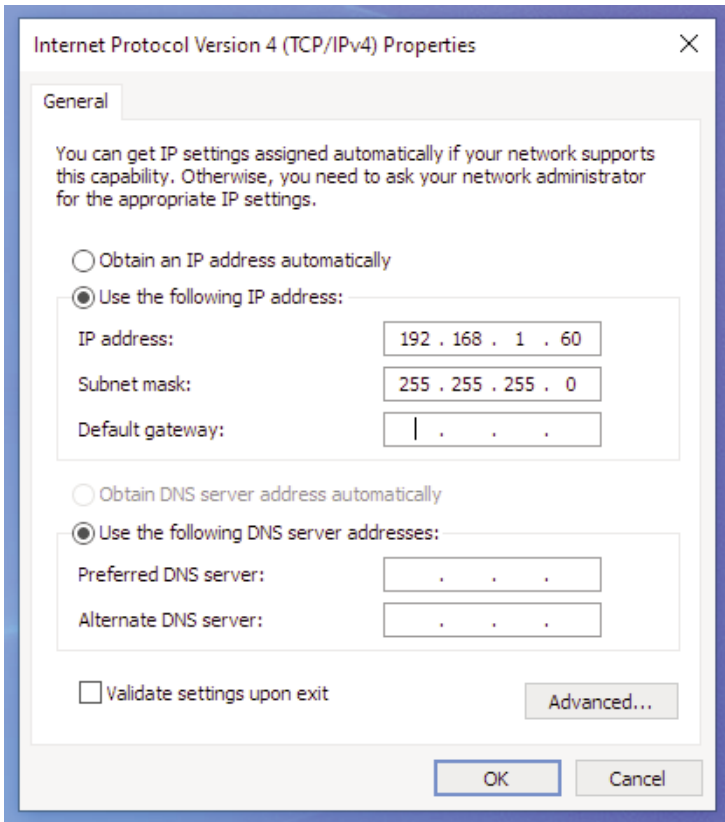 Internet Protocol Version 4 (TCP/IPv4) Properties
General
You can get IP settings assigned automatically if your network supports
this capability. Otherwise, you need to ask your network administrator
for the appropriate IP settings.
Obtain an IP address automatically
Use the following IP address:
IP address: 192 . 168 . 1 . 60
Subnet mask: 255 . 255 . 255 . 0
Default gateway: . . .
Obtain DNS server address automatically
Use the following DNS server addresses:
Preferred DNS server: . . .
Alternate DNS server: . . .
Validate settings upon exit
Advanced...
OK Cancel